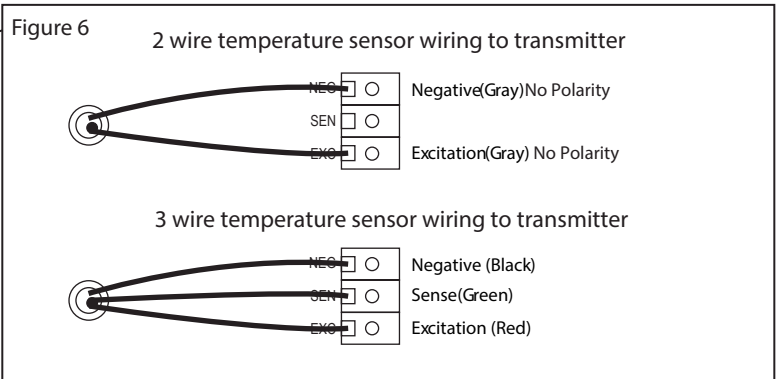 Figure 6
2 wire temperature sensor wiring to transmitter
NEG Negative(Gray)No Polarity
SEN
EXC Excitation(Gray) No Polarity
3 wire temperature sensor wiring to transmitter
NEG Negative (Black)
SEN Sense(Green)
EXC Excitation (Red)